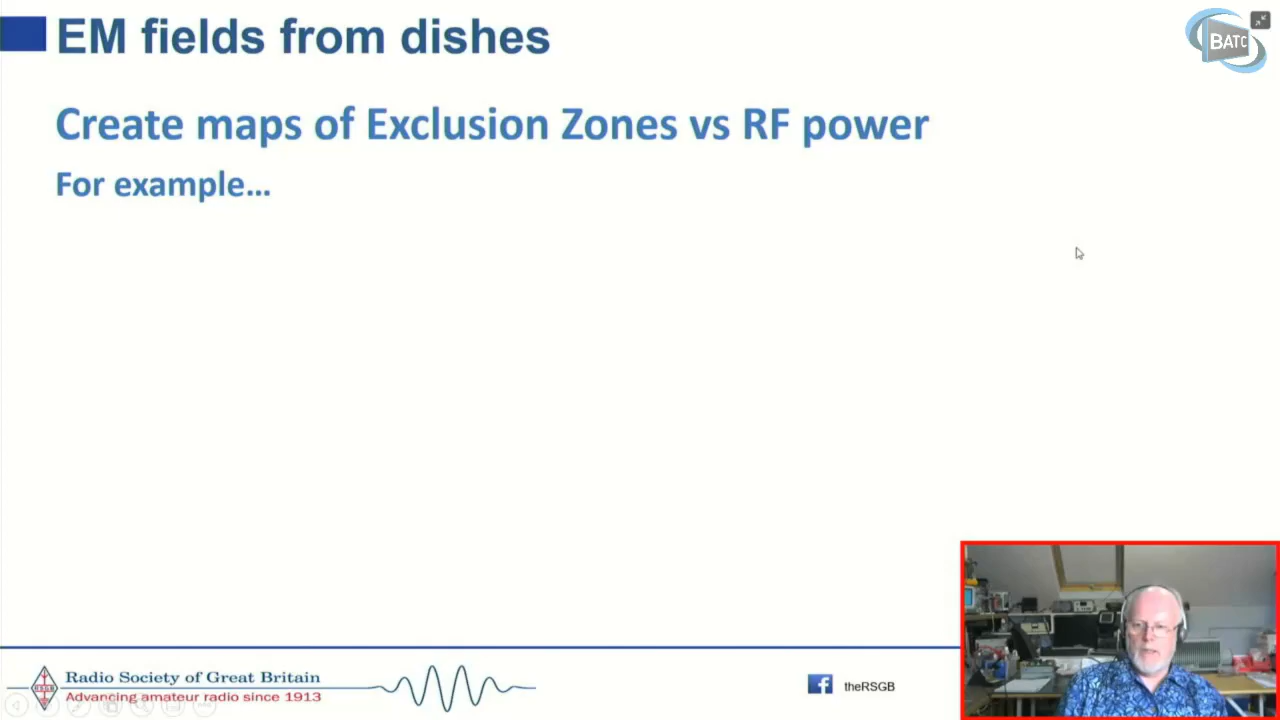 EM fields from dishes
BATC
Create maps of Exclusion Zones vs RF power
For example...
Radio Society of Great Britain
Advancing amateur radio since 1913
RSGB
theRSGB